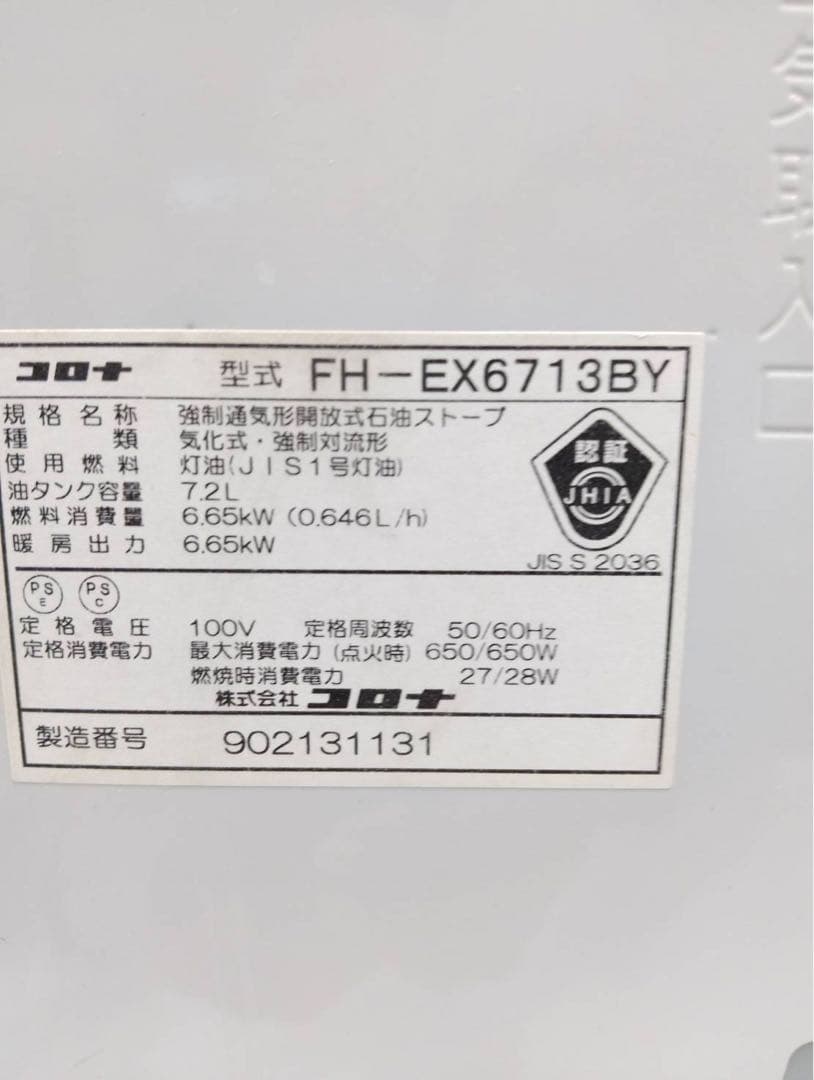 気取入口
コロナ 型式 FH-EX6713BY
規格名称 強制通気形開放式石油ストーブ
種類 気化式・強制対流形
使用燃料 灯油(JIS1号灯油)
油タンク容量 7.2L
燃料消費量 6.65kW (0.646L/h)
暖房出力 6.65kW
認証
JHIA
JIS S 2036
PS E PS C
定格電圧 100V 定格周波数 50/60Hz
定格消費電力 最大消費電力(点火時) 650/650W
燃焼時消費電力 27/28W
株式会社 コロナ
製造番号 902131131